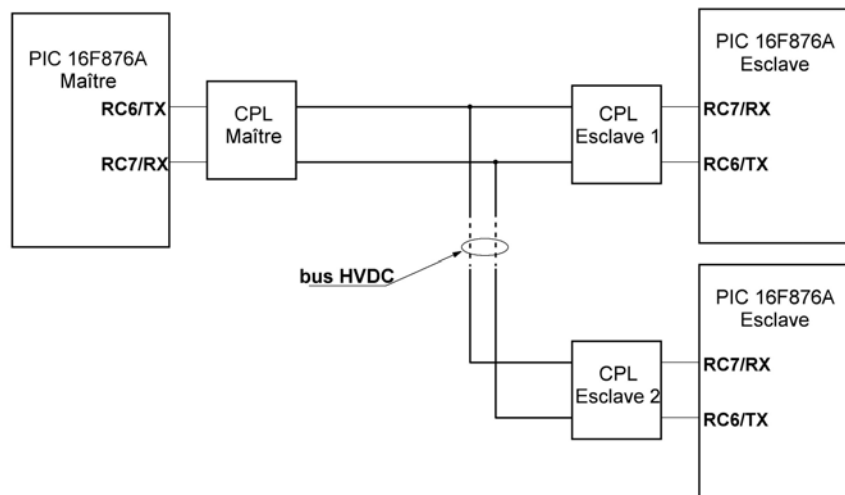 PIC 16F876A
Maître
RC6/TX
RC7/RX
CPL
Maître
CPL
Esclave 1
PIC 16F876A
Esclave
RC7/RX
RC6/TX
bus HVDC
CPL
Esclave 2
PIC 16F876A
Esclave
RC7/RX
RC6/TX